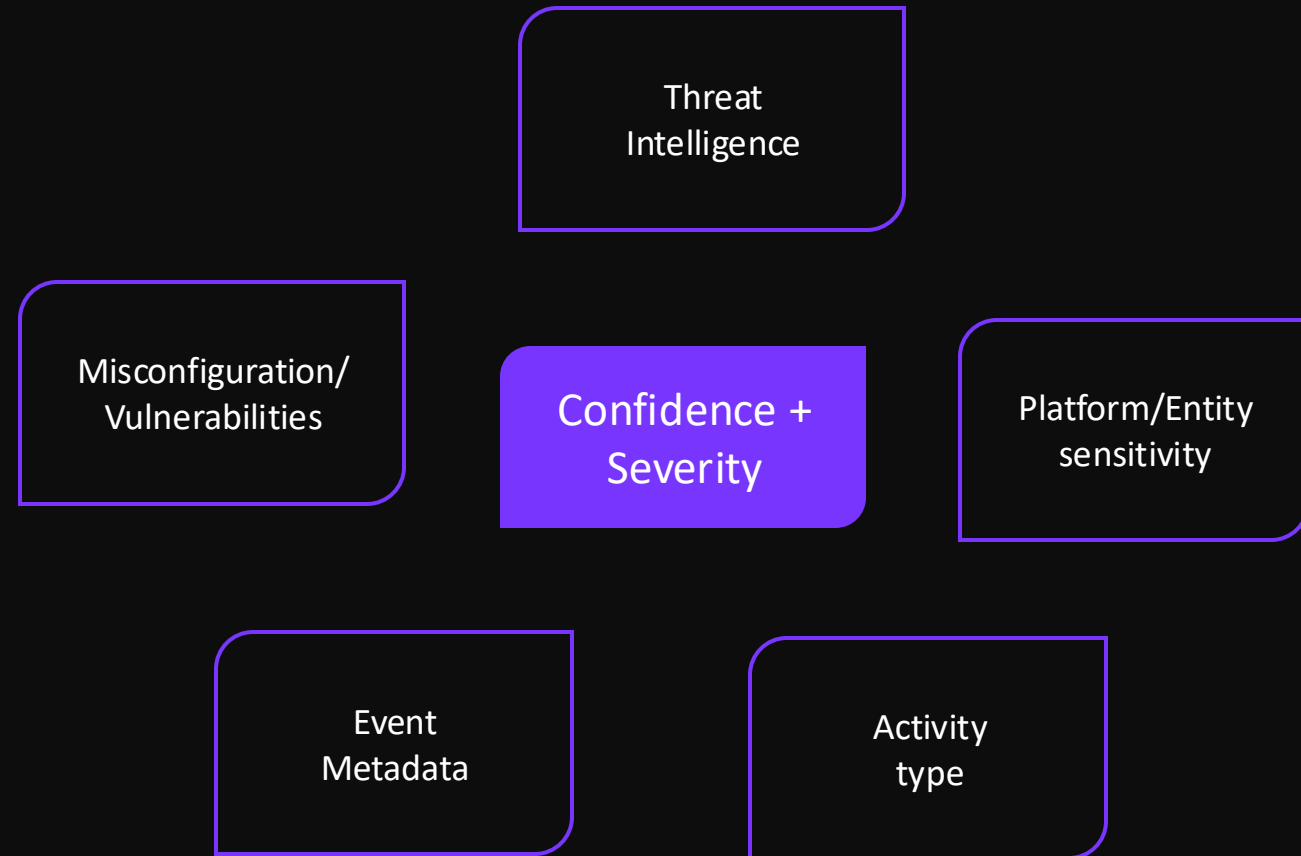 Threat
Intelligence
Misconfiguration/
Vulnerabilities
Confidence +
Severity
Platform/Entity
sensitivity
Event
Metadata
Activity
type